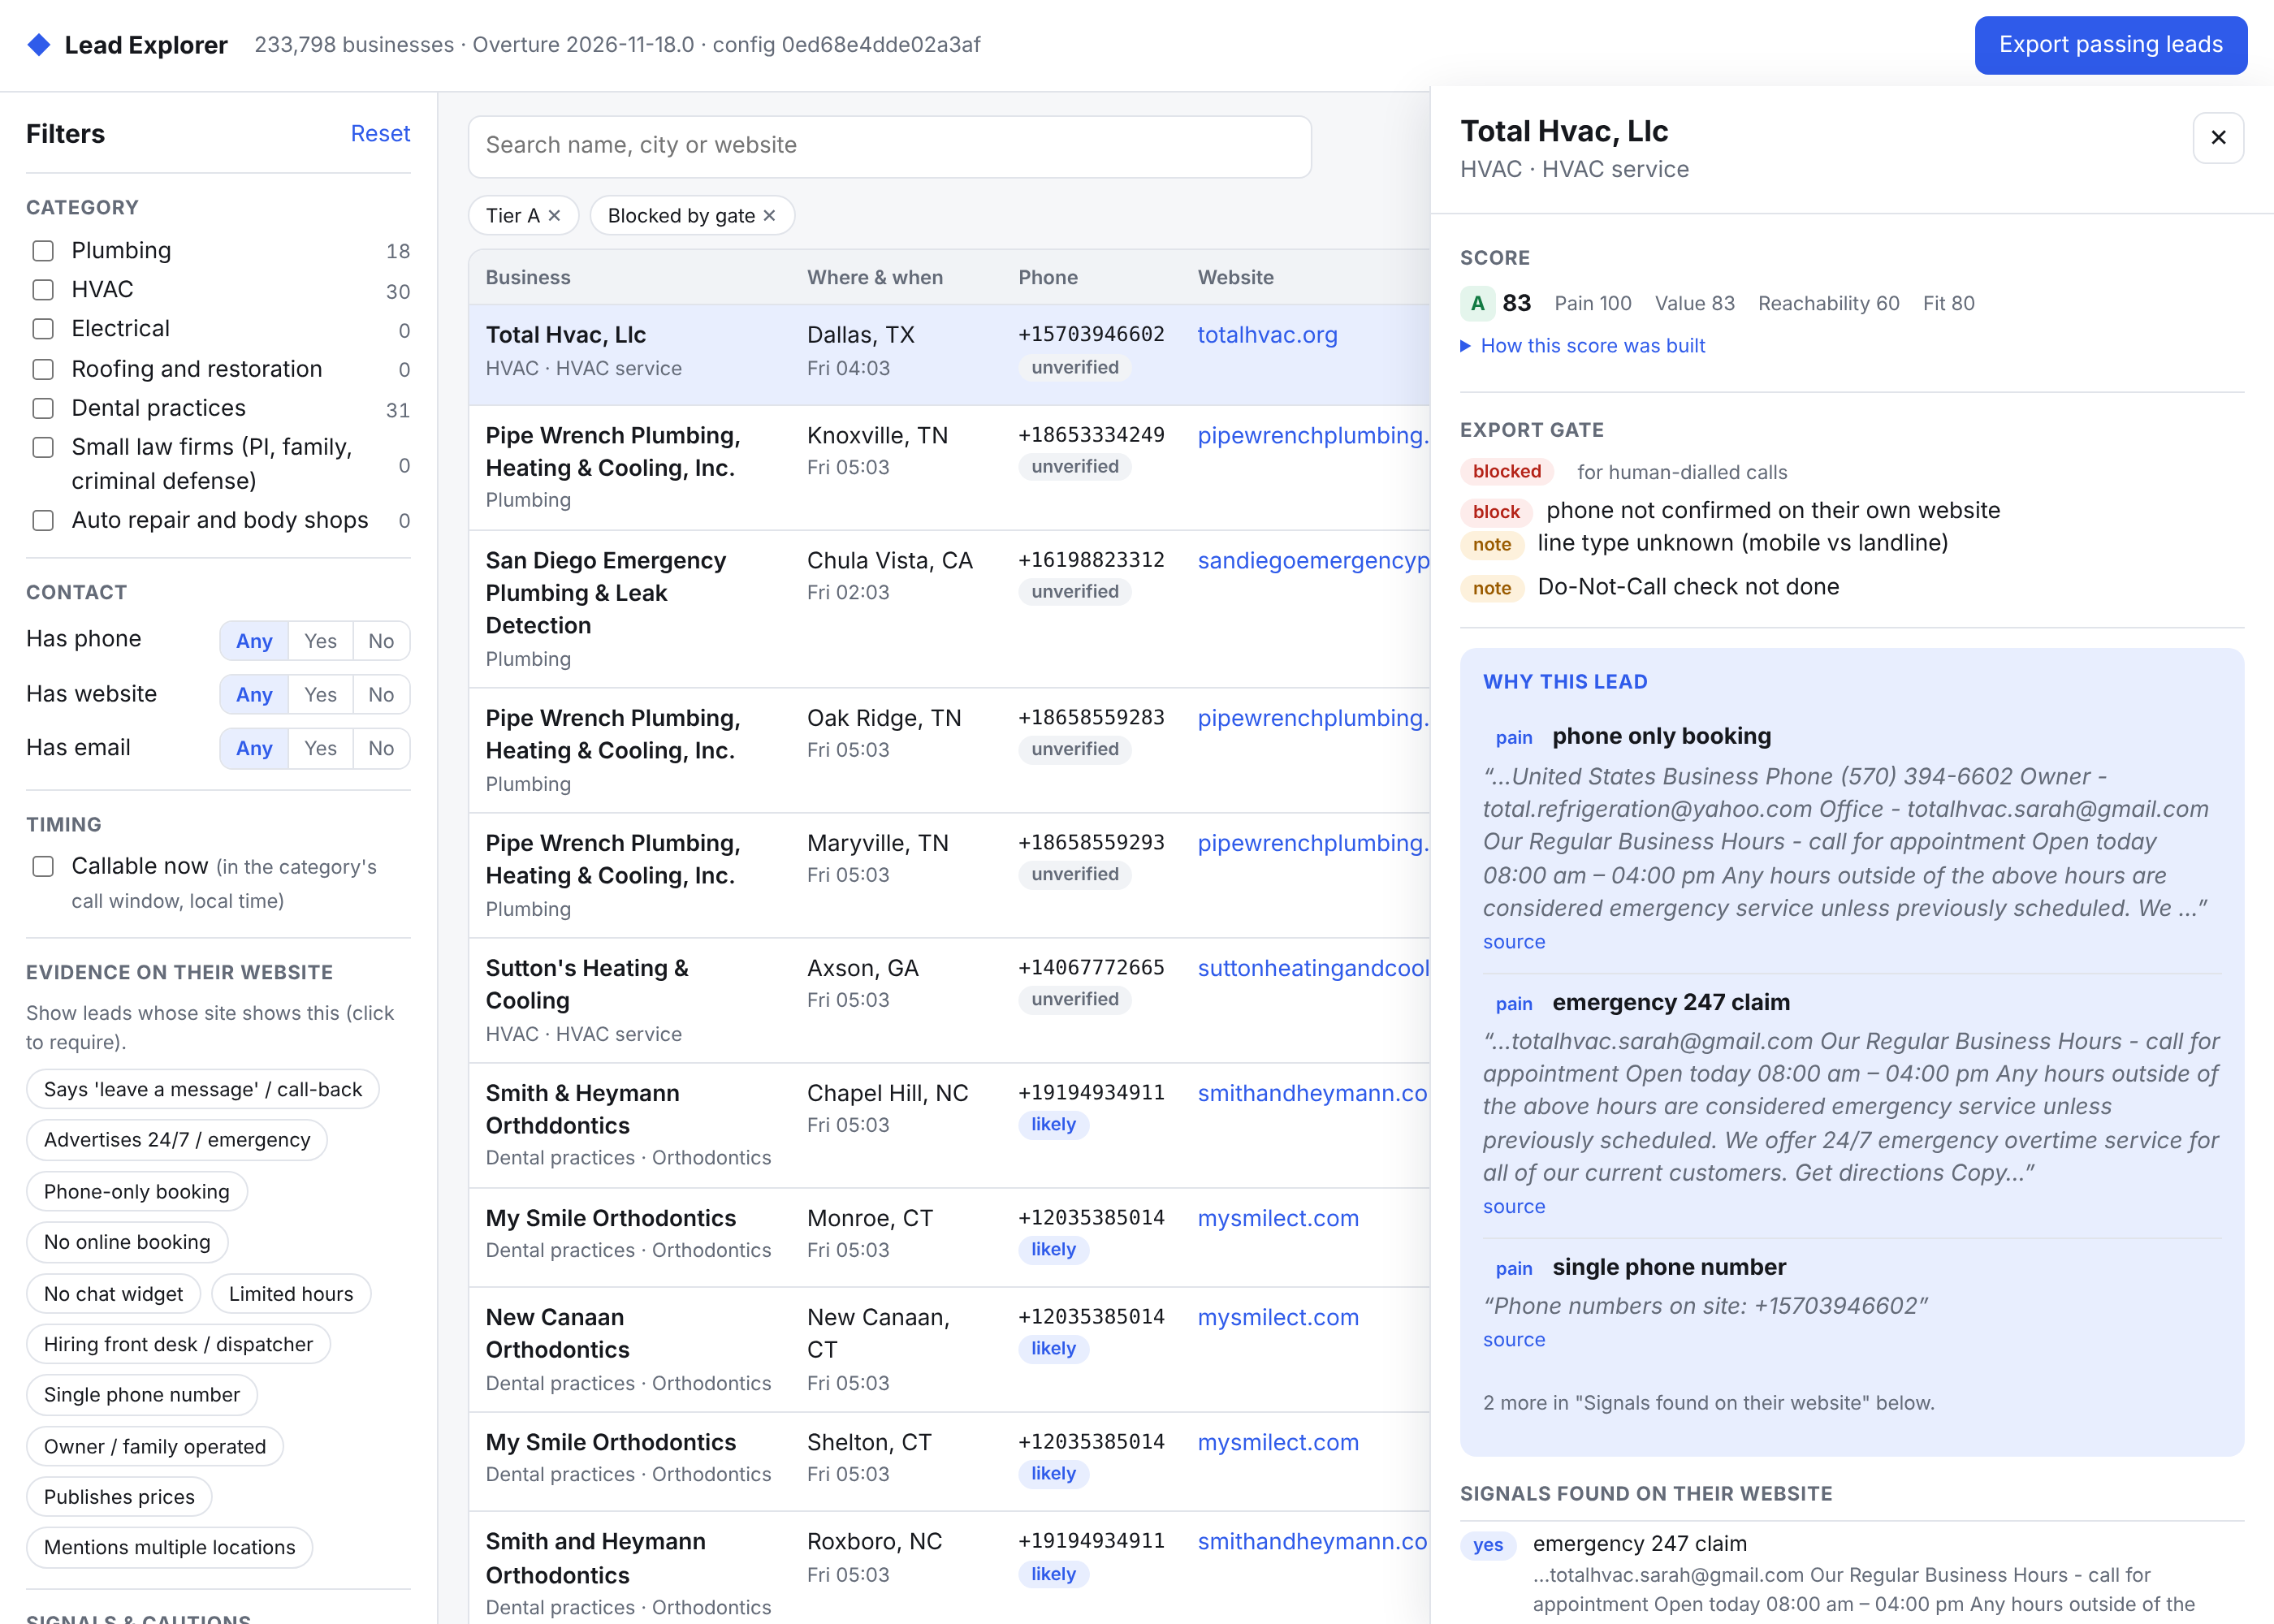 Lead Explorer 233,798 businesses · Overture 2026-11-18.0 · config 0ed68e4dde02a3af
Export passing leads
Filters Reset
CATEGORY
Plumbing 18
HVAC 30
Electrical 0
Roofing and restoration 0
Dental practices 31
Small law firms (PI, family,
criminal defense) 0
Auto repair and body shops 0
CONTACT
Has phone Any Yes No
Has website Any Yes No
Has email Any Yes No
TIMING
Callable now (in the category's
call window, local time)
EVIDENCE ON THEIR WEBSITE
Show leads whose site shows this (click
to require).
Says 'leave a message' / call-back
Advertises 24/7 / emergency
Phone-only booking
No online booking
No chat widget Limited hours
Hiring front desk / dispatcher
Single phone number
Owner / family operated
Publishes prices
Mentions multiple locations
SIGNALS & CAUTIONS
Search name, city or website
Tier A ✕ Blocked by gate ✕
Business Where & when Phone Website
Total Hvac, Llc Dallas, TX +15703946602 totalhvac.org
HVAC · HVAC service Fri 04:03 unverified
Pipe Wrench Plumbing, Knoxville, TN +18653334249 pipewrenchplumbing.
Heating & Cooling, Inc. Fri 05:03 unverified
Plumbing
San Diego Emergency Chula Vista, CA +16198823312 sandiegoemergencyp
Plumbing & Leak Fri 02:03 unverified
Detection
Plumbing
Pipe Wrench Plumbing, Oak Ridge, TN +18658559283 pipewrenchplumbing.
Heating & Cooling, Inc. Fri 05:03 unverified
Plumbing
Pipe Wrench Plumbing, Maryville, TN +18658559293 pipewrenchplumbing.
Heating & Cooling, Inc. Fri 05:03 unverified
Plumbing
Sutton's Heating & Axson, GA +14067772665 suttonheatingandcool
Cooling Fri 05:03 unverified
HVAC · HVAC service
Smith & Heymann Chapel Hill, NC +19194934911 smithandheymann.co
Orthddontics Fri 05:03 likely
Dental practices · Orthodontics
My Smile Orthodontics Monroe, CT +12035385014 mysmilect.com
Dental practices · Orthodontics Fri 05:03 likely
New Canaan New Canaan, +12035385014 mysmilect.com
Orthodontics CT likely
Dental practices · Orthodontics Fri 05:03
My Smile Orthodontics Shelton, CT +12035385014 mysmilect.com
Dental practices · Orthodontics Fri 05:03 likely
Smith and Heymann Roxboro, NC +19194934911 smithandheymann.co
Orthodontics Fri 05:03 likely
Dental practices · Orthodontics
Total Hvac, Llc ✕
HVAC · HVAC service
SCORE
A 83 Pain 100 Value 83 Reachability 60 Fit 80
▶ How this score was built
EXPORT GATE
blocked for human-dialled calls
block phone not confirmed on their own website
note line type unknown (mobile vs landline)
note Do-Not-Call check not done
WHY THIS LEAD
pain phone only booking
“…United States Business Phone (570) 394-6602 Owner -
total.refrigeration@yahoo.com Office - totalhvac.sarah@gmail.com
Our Regular Business Hours - call for appointment Open today
08:00 am – 04:00 pm Any hours outside of the above hours are
considered emergency service unless previously scheduled. We …”
source
pain emergency 247 claim
“…totalhvac.sarah@gmail.com Our Regular Business Hours - call for
appointment Open today 08:00 am – 04:00 pm Any hours outside of
the above hours are considered emergency service unless
previously scheduled. We offer 24/7 emergency overtime service for
all of our current customers. Get directions Copy…”
source
pain single phone number
“Phone numbers on site: +15703946602”
source
2 more in "Signals found on their website" below.
SIGNALS FOUND ON THEIR WEBSITE
yes emergency 247 claim
…totalhvac.sarah@gmail.com Our Regular Business Hours - call for
appointment Open today 08:00 am – 04:00 pm Any hours outside of the